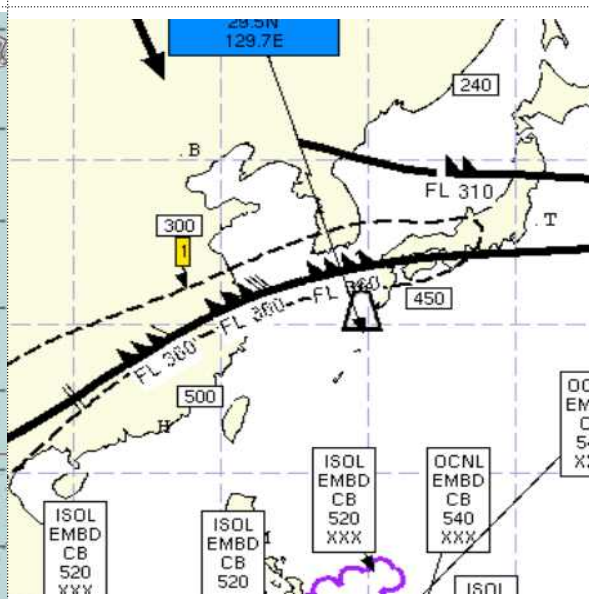 29.5N
129.7E
240
B
FL 310
300
T
1
FL 360
FL 360
FL 360
450
500
H
ISOL
EMBD
CB
520
XXX
ISOL
EMBD
CB
520
ISOL
EMBD
CB
520
XXX
OCNL
EMBD
CB
540
XXX
ISOL